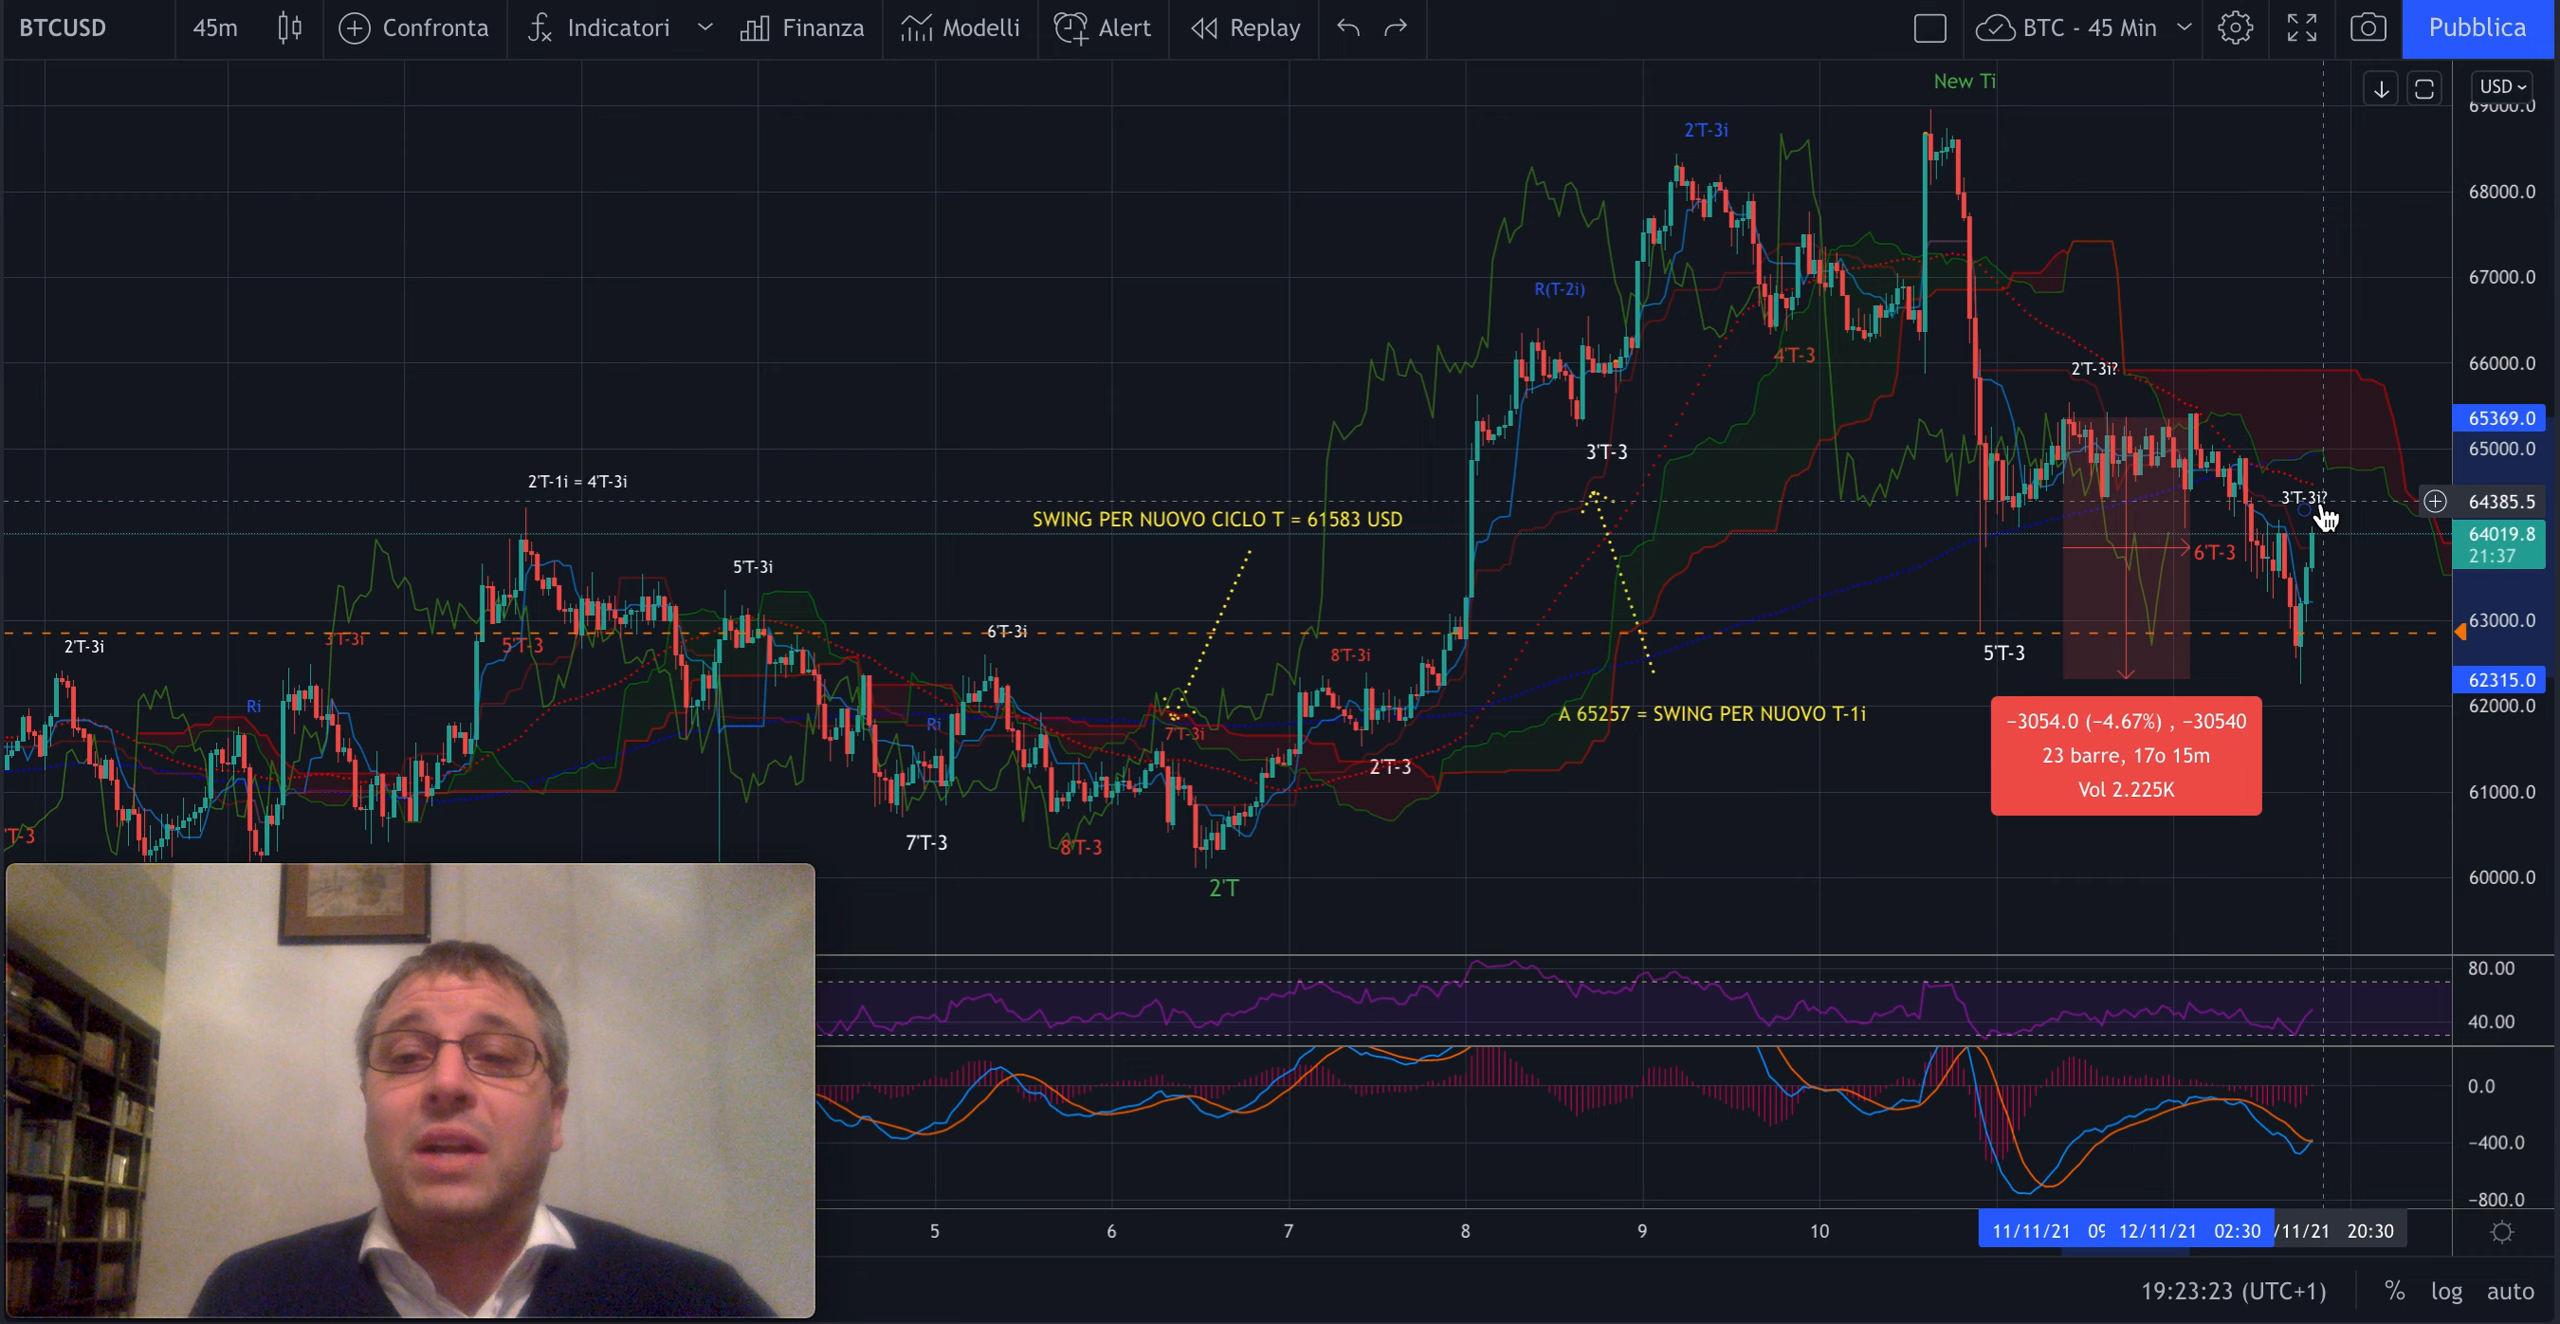 BTCUSD 45m Confronta Indicatori Finanza Modelli Alert Replay BTC - 45 Min Pubblica
New Ti
USD
69000.0
2'T-3i
68000.0
67000.0
R(T-2i)
4'T-3
66000.0
2'T-3i?
65369.0
65000.0
3'T-3
2'T-1i = 4'T-3i
3'T-3i?
64385.5
SWING PER NUOVO CICLO T = 61583 USD
64019.8
21:37
6'T-3
5'T-3i
63000.0
6'T-3i
3'T-3i
5'T-3
2'T-3i
8'T-3i
5'T-3
62315.0
62000.0
Ri
Ri
A 65257 = SWING PER NUOVO T-1i
−3054.0 (−4.67%) , −30540
23 barre, 17o 15m
Vol 2.225K
7'T-3i
2'T-3
61000.0
'T-3
7'T-3
8'T-3
2'T
60000.0
80.00
40.00
0.0
−400.0
−800.0
5 6 7 8 9 10 11/11/21 09 12/11/21 02:30 /11/21 20:30
19:23:23 (UTC+1) % log auto